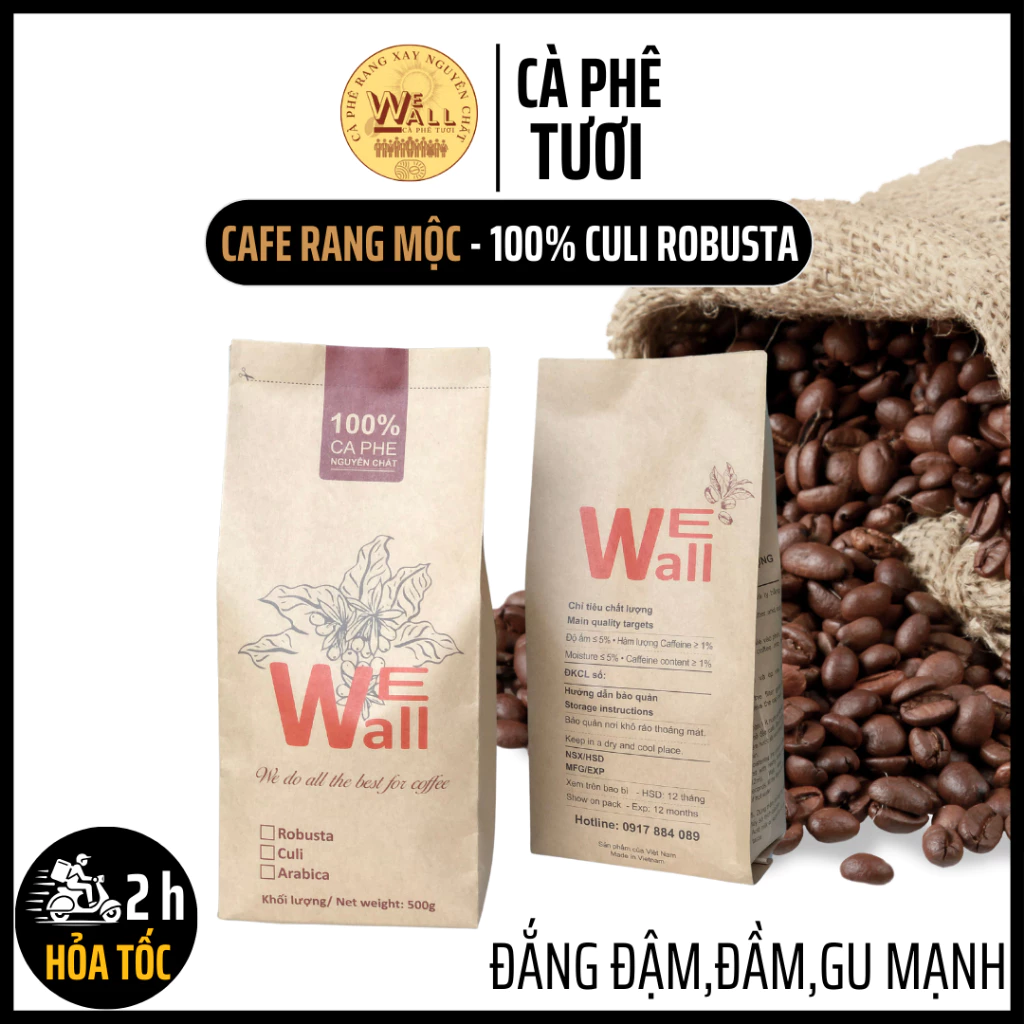 CÀ PHÊ RANG XAY NGUYÊN CHẤT
WE
WALL
CÀ PHÊ TƯƠI
CÀ PHÊ
TƯƠI
CAFE RANG MỘC - 100% CULI ROBUSTA
100%
CA PHE
NGUYÊN CHẤT
WE
Wall
We do all the best for coffee
Robusta
Culi
Arabica
Khối lượng/ Net weight: 500g
WE
Wall
Chỉ tiêu chất lượng
Main quality targets
Độ ẩm ≤ 5% • Hàm lượng Caffeine ≥ 1%
Moisture ≤ 5% • Caffeine content ≥ 1%
ĐKCL số:
Hướng dẫn bảo quản
Storage instructions
Bảo quản nơi khô ráo thoáng mát.
Keep in a dry and cool place.
NSX/HSD
MFG/EXP
Xem trên bao bì - HSD: 12 tháng
Show on pack - Exp: 12 months
Hotline: 0917 884 089
Sản phẩm của Việt Nam
Made in Vietnam.
2 h
HỎA TỐC
ĐẮNG ĐẬM,ĐẦM,GU MẠNH